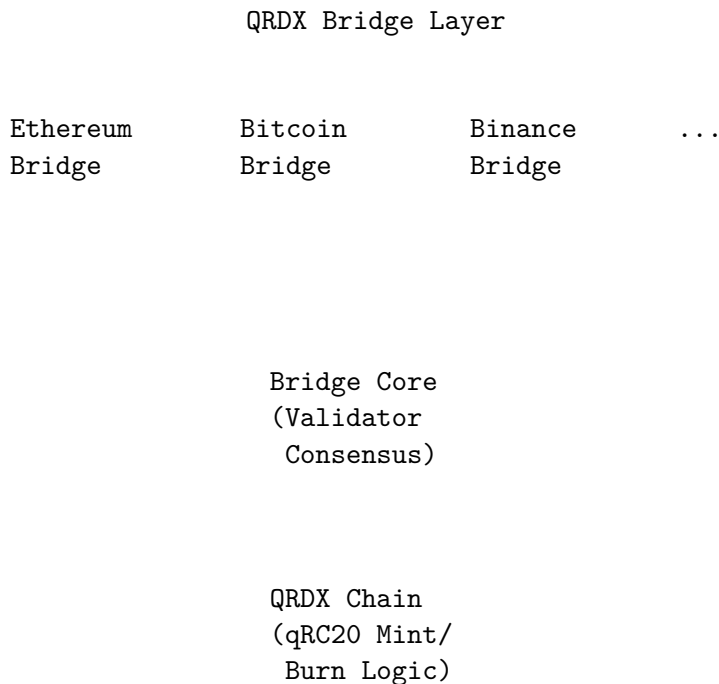 QRDX Bridge Layer
Ethereum Bitcoin Binance ...
Bridge Bridge Bridge
Bridge Core
(Validator
Consensus)
QRDX Chain
(qRC20 Mint/
Burn Logic)